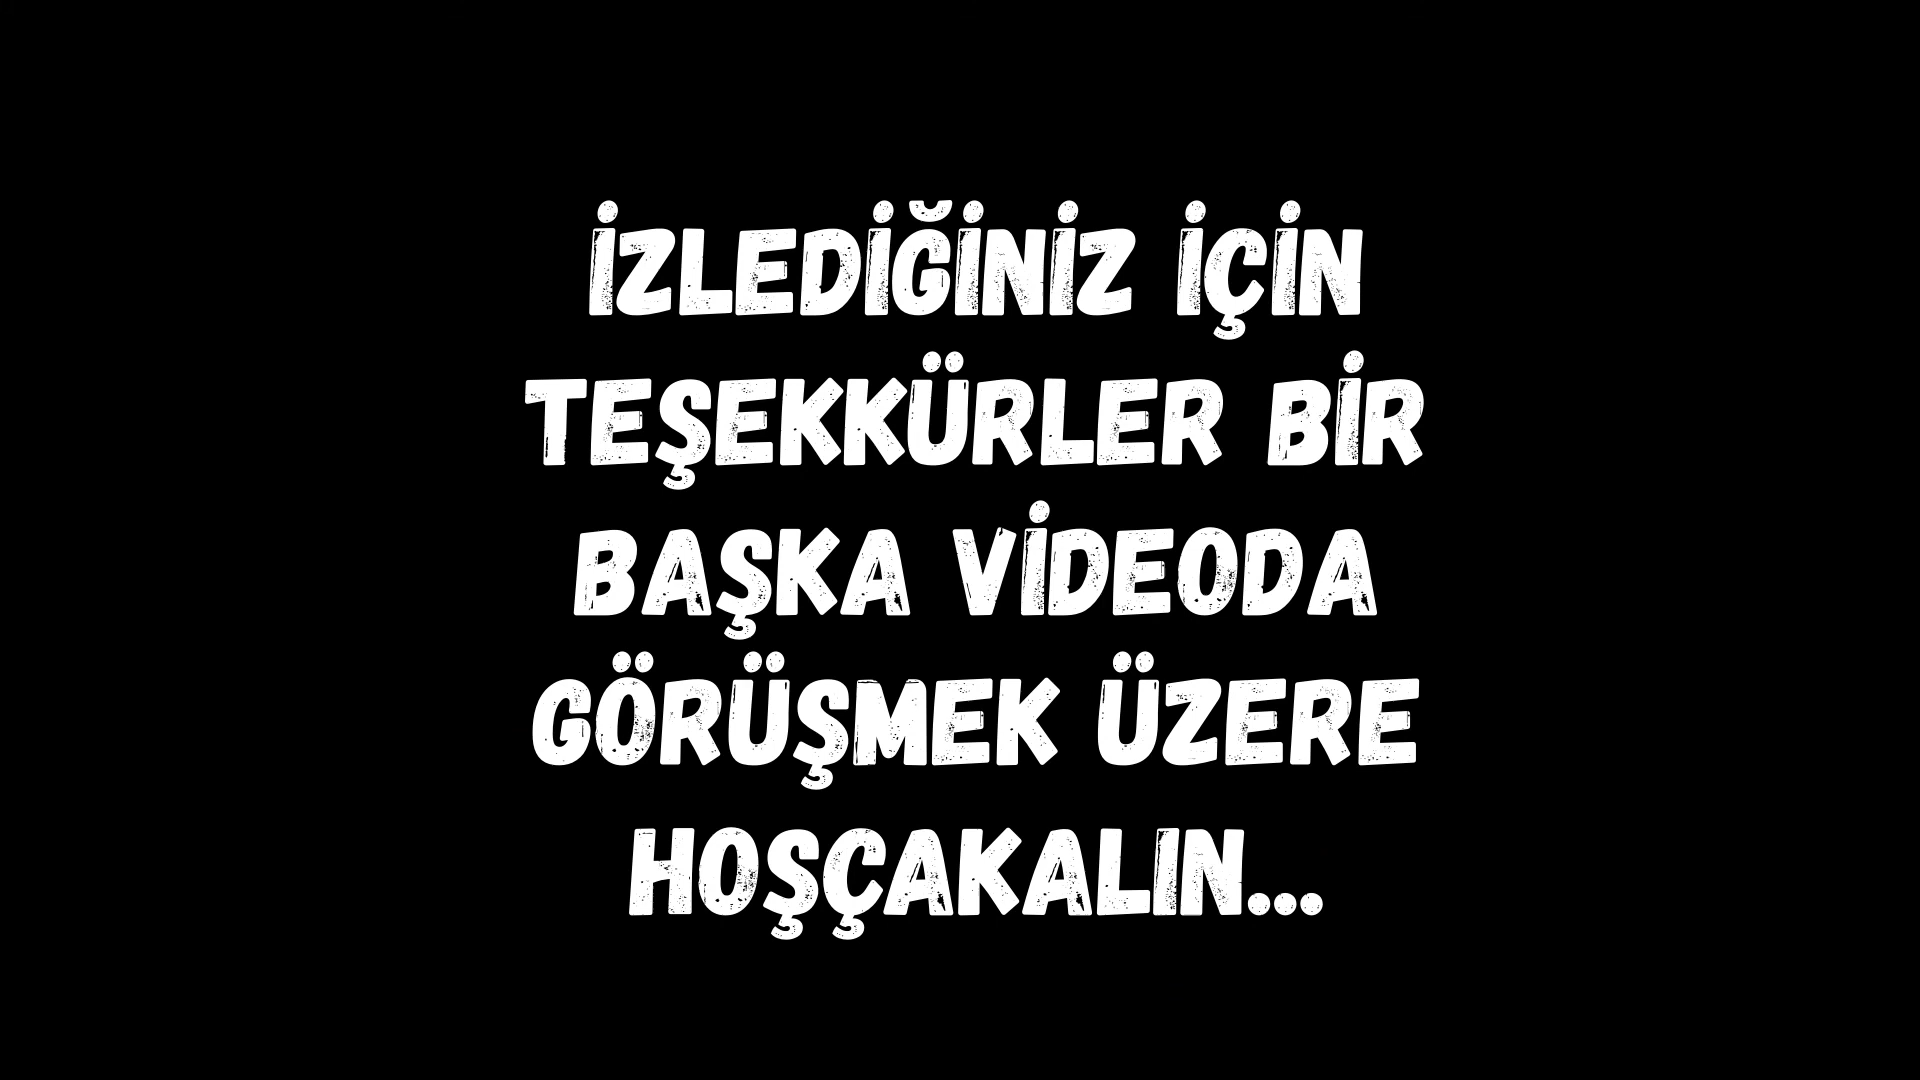 İZLEDİĞİNİZ İÇİN
TEŞEKKÜRLER BİR
BAŞKA VİDEODA
GÖRÜŞMEK ÜZERE
HOŞÇAKALIN...